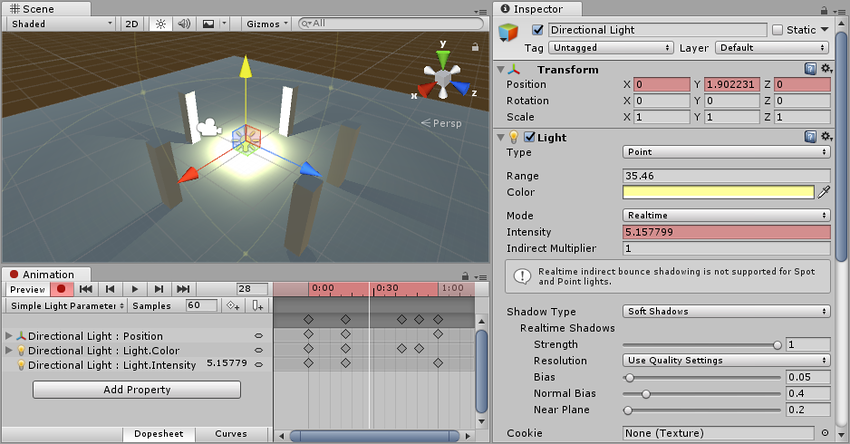 Scene
Shaded 2D Gizmos All
y
x z
Persp
Animation
Preview 28 0:00 0:30 1:00
Simple Light Parameter Samples 60
Directional Light : Position
Directional Light : Light.Color
Directional Light : Light.Intensity 5.15779
Add Property
Dopesheet Curves
Inspector
Directional Light Static
Tag Untagged Layer Default
Transform
Position X 0 Y 1.902231 Z 0
Rotation X 0 Y 0 Z 0
Scale X 1 Y 1 Z 1
Light
Type Point
Range 35.46
Color
Mode Realtime
Intensity 5.157799
Indirect Multiplier 1
Realtime indirect bounce shadowing is not supported for Spot
and Point lights.
Shadow Type Soft Shadows
Realtime Shadows
Strength 1
Resolution Use Quality Settings
Bias 0.05
Normal Bias 0.4
Near Plane 0.2
Cookie None (Texture)